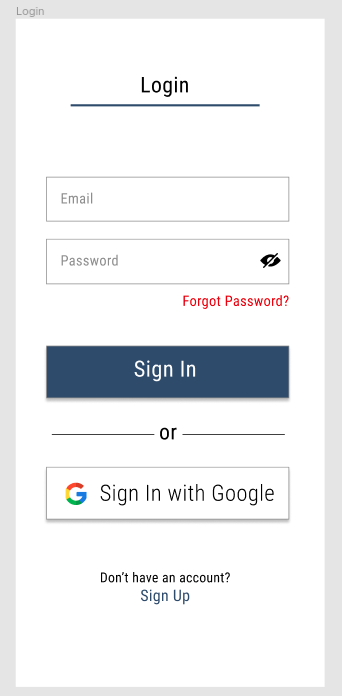 Login
Login
Email
Password
Forgot Password?
Sign In
or
Sign In with Google
Don't have an account?
Sign Up